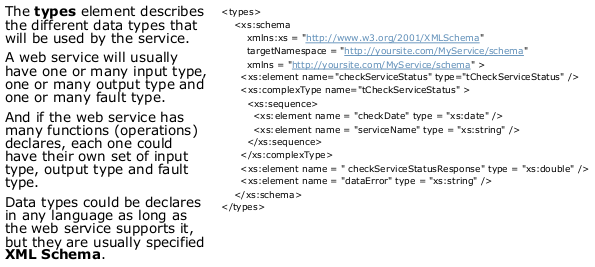 The types element describes
the different data types that
will be used by the service.
A web service will usually
have one or many input type,
one or many output type and
one or many fault type.
And if the web service has
many functions (operations)
declares, each one could
have their own set of input
type, output type and fault
type.
Data types could be declares
in any language as long as
the web service supports it,
but they are usually specified
XML Schema.
<types>
<xs:schema
xmlns:xs = "http://www.w3.org/2001/XMLSchema"
targetNamespace = "http://yoursite.com/MyService/schema"
xmlns = "http://yoursite.com/MyService/schema" >
<xs:element name="checkServiceStatus" type="tCheckServiceStatus" />
<xs:complexType name="tCheckServiceStatus" >
<xs:sequence>
<xs:element name = "checkDate" type = "xs:date" />
<xs:element name = "serviceName" type = "xs:string" />
</xs:sequence>
</xs:complexType>
<xs:element name = " checkServiceStatusResponse" type = "xs:double" />
<xs:element name = "dataError" type = "xs:string" />
</xs:schema>
</types>